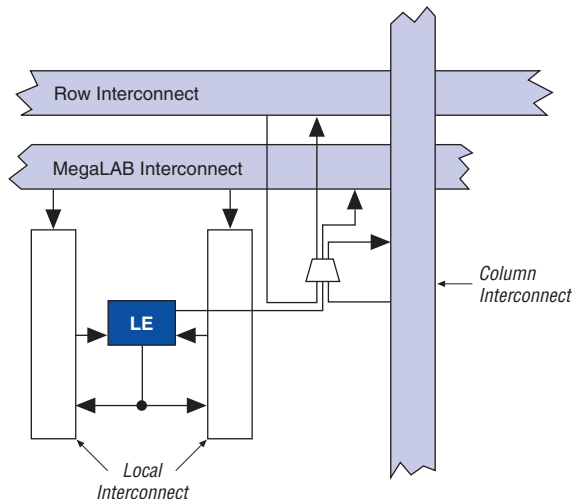 Row Interconnect
MegaLAB Interconnect
LE
Column
Interconnect
Local
Interconnect